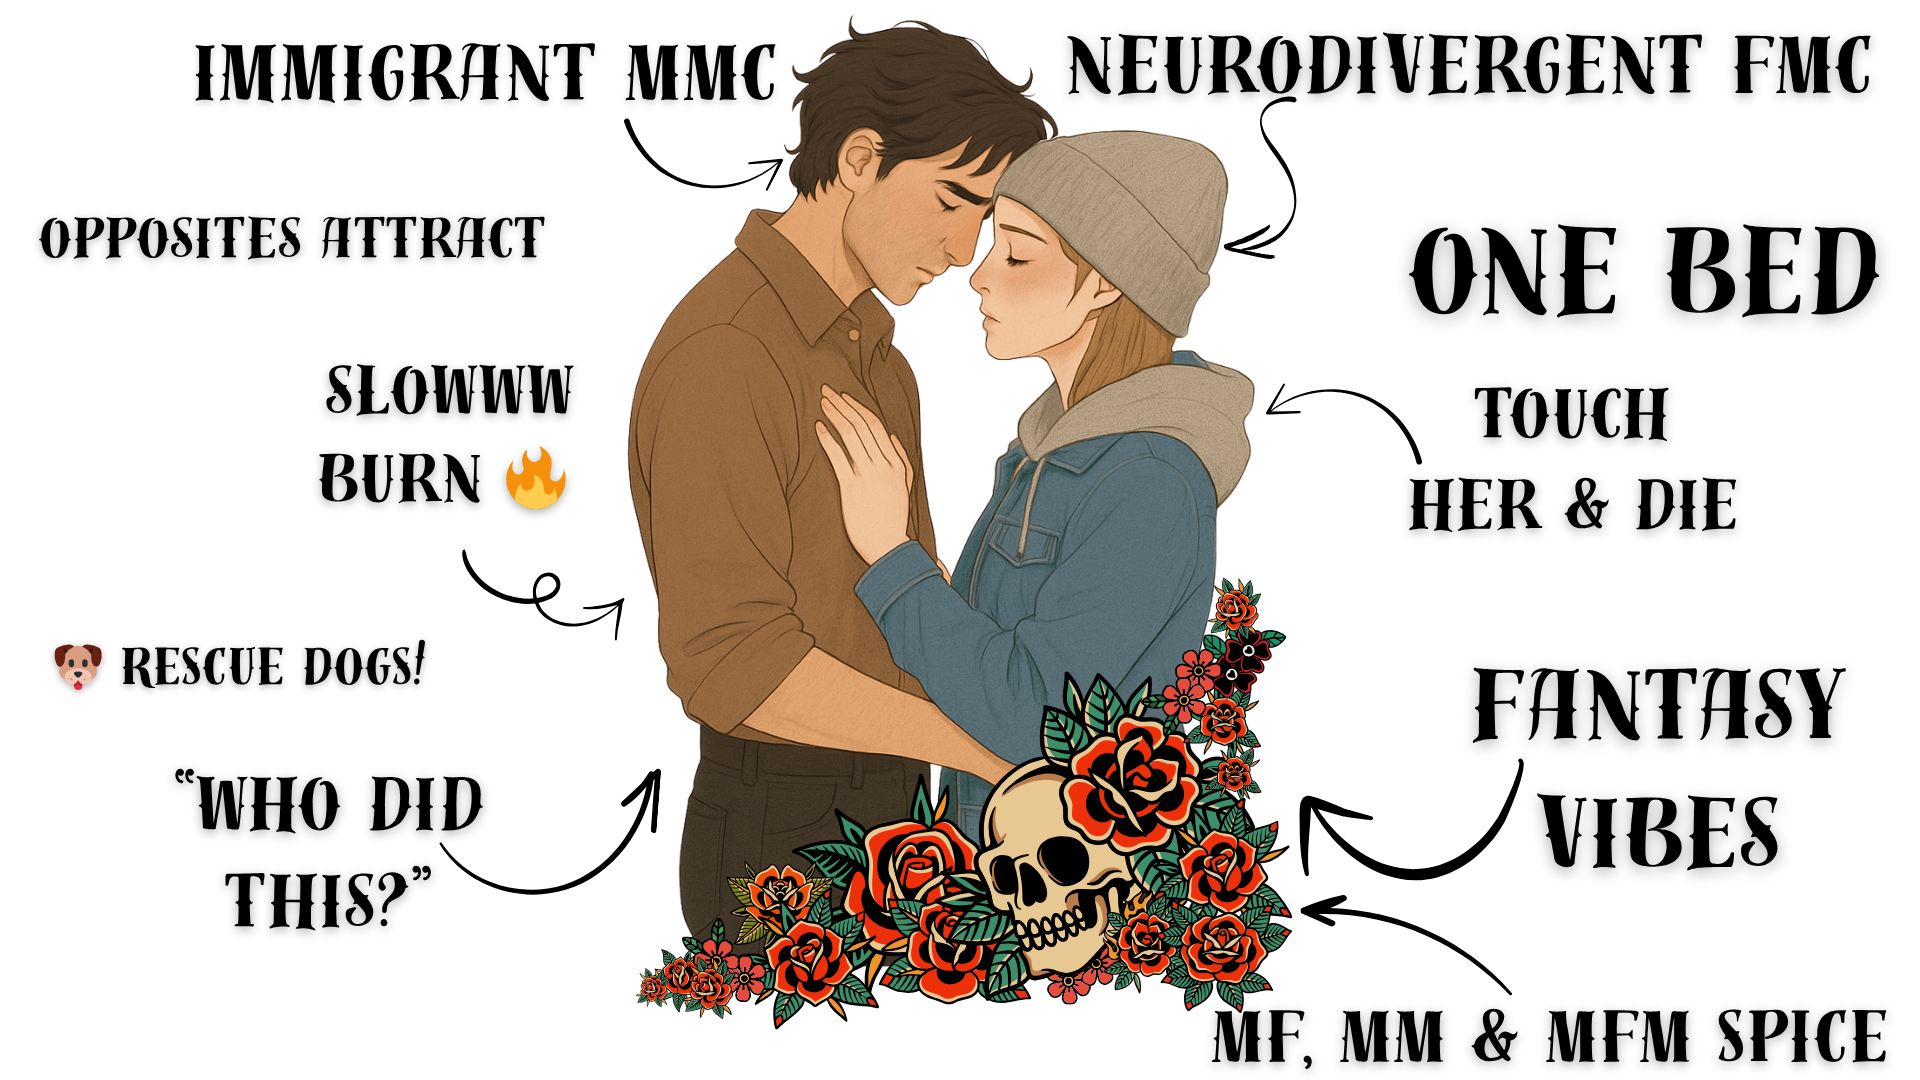 IMMIGRANT MMC
NEURODIVERGENT FMC
OPPOSITES ATTRACT
ONE BED
SLOWWW
BURN 🔥
TOUCH
HER & DIE
🐶 RESCUE DOGS!
FANTASY
VIBES
“WHO DID
THIS?”
MF, MM & MFM SPICE